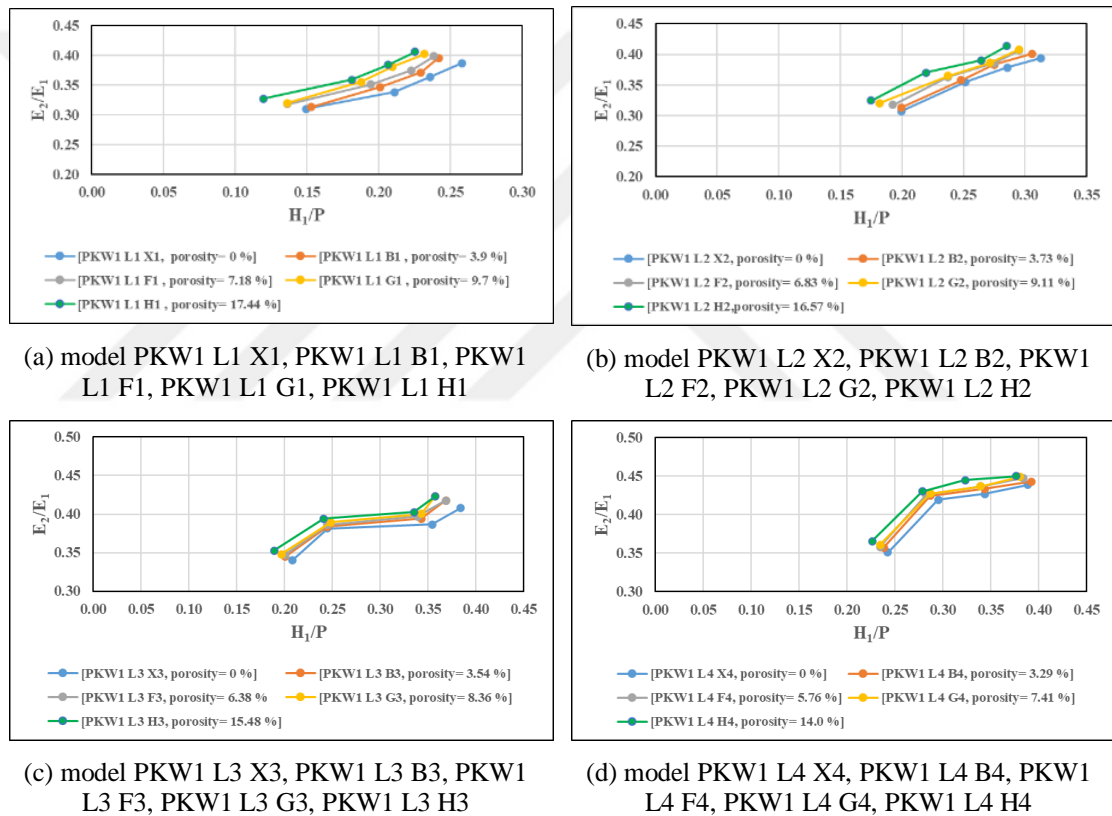 0.45
0.40
0.35
0.30
0.25
0.20
E2/E1
0.00 0.05 0.10 0.15 0.20 0.25 0.30
H1/P
[PKW1 L1 X1, porosity= 0 %] [PKW1 L1 B1 , porosity= 3.9 %]
[PKW1 L1 F1 , porosity= 7.18 %] [PKW1 L1 G1 , porosity= 9.7 %]
[PKW1 L1 H1 , porosity= 17.44 %]
(a) model PKW1 L1 X1, PKW1 L1 B1, PKW1
L1 F1, PKW1 L1 G1, PKW1 L1 H1
0.45
0.40
0.35
0.30
0.25
0.20
E2/E1
0.00 0.05 0.10 0.15 0.20 0.25 0.30 0.35
H1/P
[PKW1 L2 X2, porosity= 0 %] [PKW1 L2 B2, porosity= 3.73 %]
[PKW1 L2 F2, porosity= 6.83 %] [PKW1 L2 G2, porosity= 9.11 %]
[PKW1 L2 H2,porosity= 16.57 %]
(b) model PKW1 L2 X2, PKW1 L2 B2, PKW1
L2 F2, PKW1 L2 G2, PKW1 L2 H2
0.50
0.45
0.40
0.35
0.30
E2/E1
0.00 0.05 0.10 0.15 0.20 0.25 0.30 0.35 0.40 0.45
H1/P
[PKW1 L3 X3, porosity= 0 %] [PKW1 L3 B3, porosity= 3.54 %]
[PKW1 L3 F3, porosity= 6.38 % [PKW1 L3 G3, porosity= 8.36 %]
[PKW1 L3 H3, porosity= 15.48 %]
(c) model PKW1 L3 X3, PKW1 L3 B3, PKW1
L3 F3, PKW1 L3 G3, PKW1 L3 H3
0.50
0.45
0.40
0.35
0.30
E2/E1
0.00 0.05 0.10 0.15 0.20 0.25 0.30 0.35 0.40 0.45
H1/P
[PKW1 L4 X4, porosity= 0 %] [PKW1 L4 B4, porosity= 3.29 %]
[PKW1 L4 F4, porosity= 5.76 %] [PKW1 L4 G4, porosity= 7.41 %]
[PKW1 L4 H4, porosity= 14.0 %]
(d) model PKW1 L4 X4, PKW1 L4 B4, PKW1
L4 F4, PKW1 L4 G4, PKW1 L4 H4